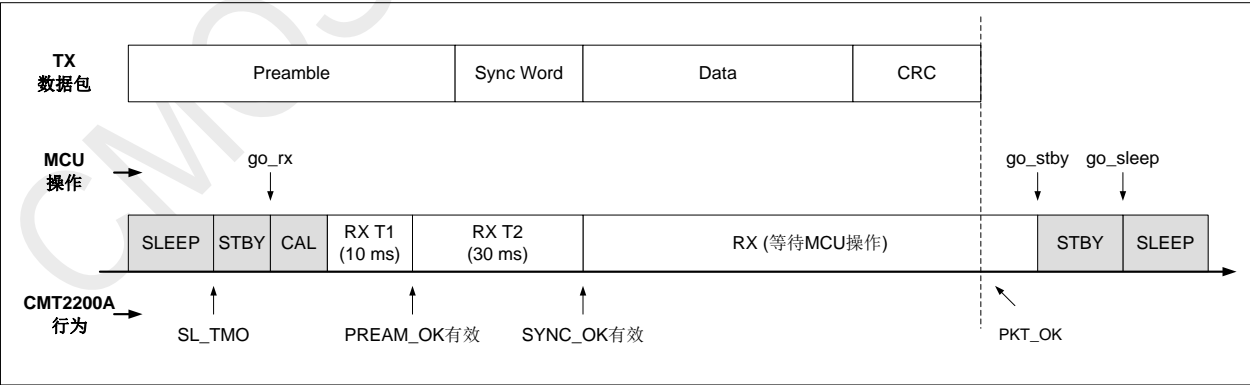 TX
数据包
Preamble
Sync Word
Data
CRC
MCU
操作
go_rx
go_stby
go_sleep
SLEEP
STBY
CAL
RX T1
(10 ms)
RX T2
(30 ms)
RX (等待MCU操作)
STBY
SLEEP
CMT2200A
行为
SL_TMO
PREAM_OK有效
SYNC_OK有效
PKT_OK